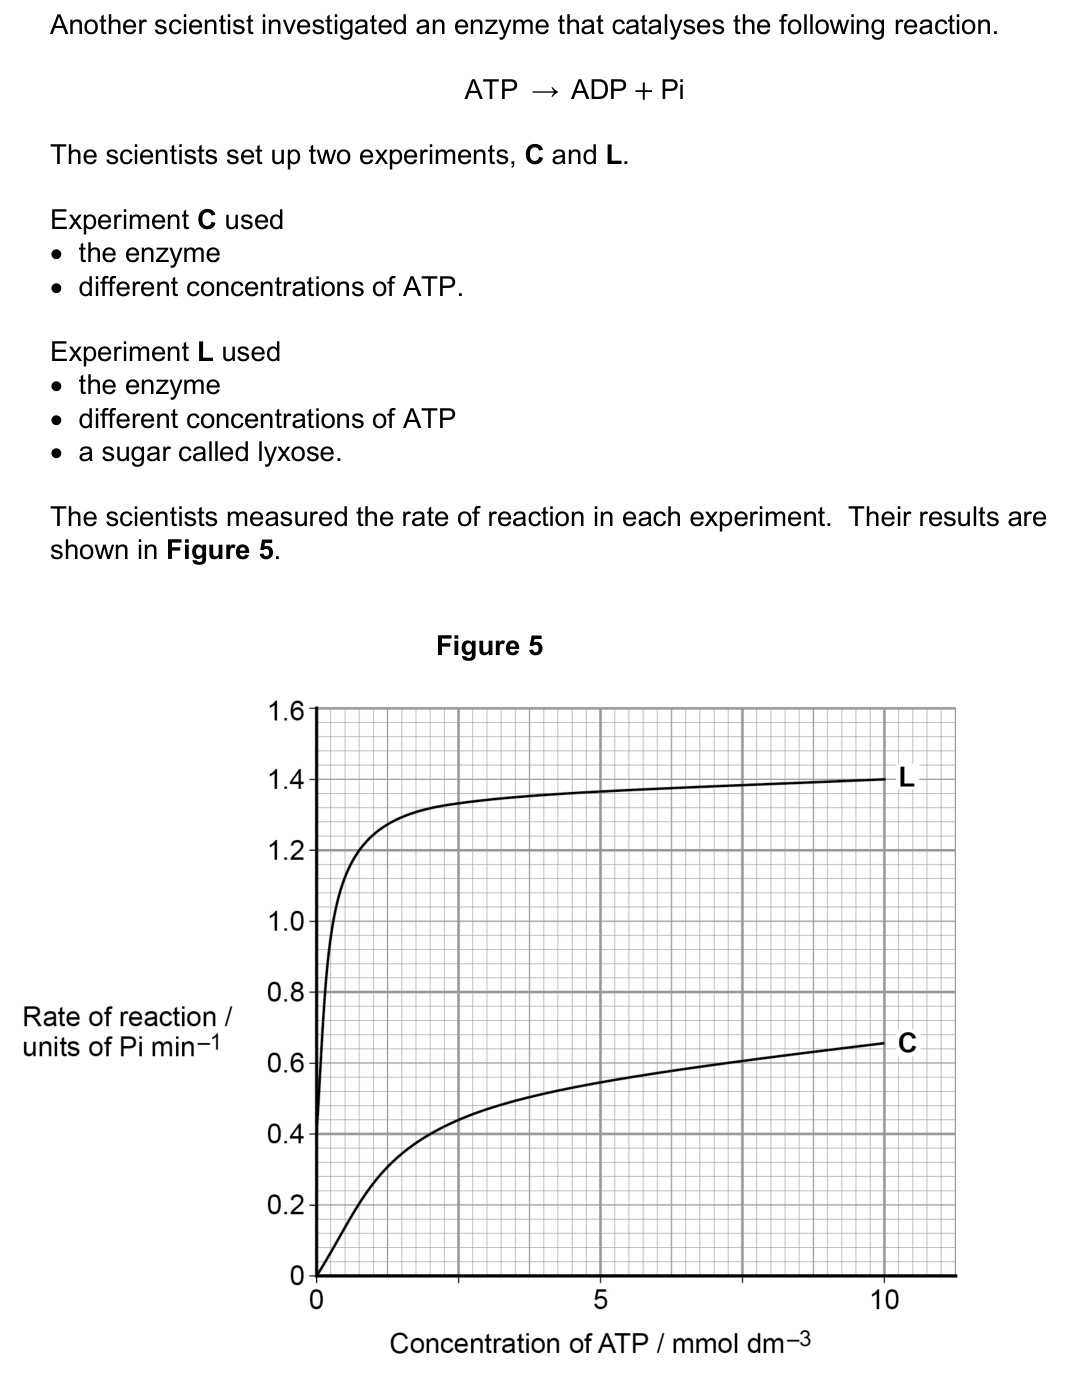 Another scientist investigated an enzyme that catalyses the following reaction.
ATP → ADP + Pi
The scientists set up two experiments, C and L.
Experiment C used
• the enzyme
• different concentrations of ATP.
Experiment L used
• the enzyme
• different concentrations of ATP
• a sugar called lyxose.
The scientists measured the rate of reaction in each experiment.  Their results are
shown in Figure 5.
Figure 5
1.6
1.4
L
1.2
1.0
0.8
Rate of reaction /
units of Pi min−1
0.6
C
0.4
0.2
0
0
5
10
Concentration of ATP / mmol dm−3